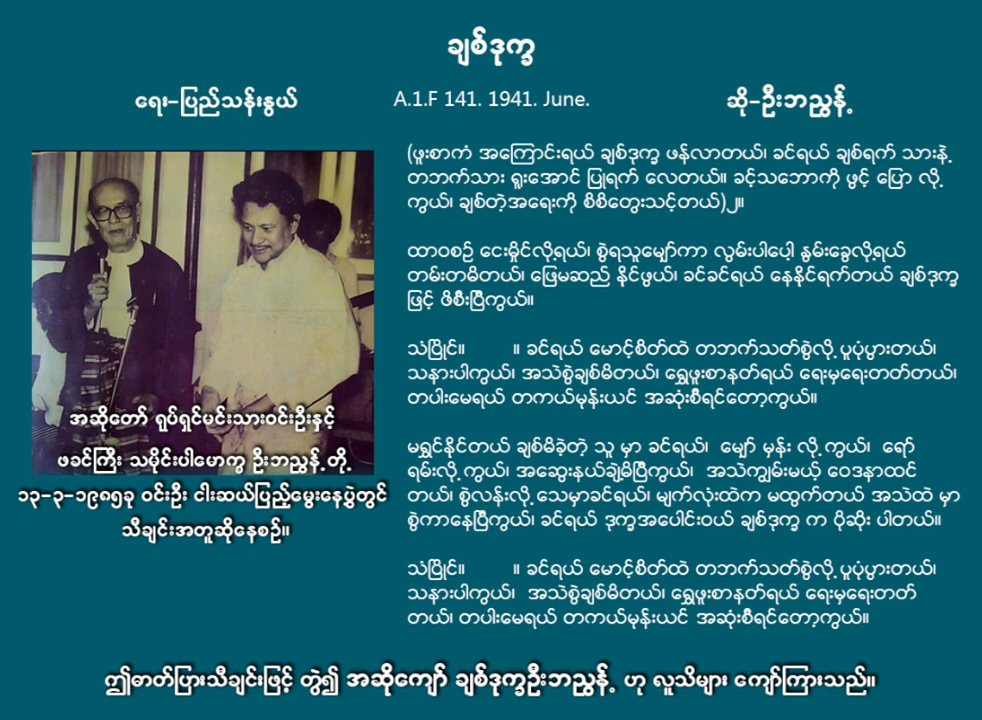 ချစ်ဒုက္ခ
ရေး-ပြည်သန်းနွယ်
A.1.F 141. 1941. June.
ဆို-ဦးဘညွန့်
(ဖူးစာကံ အကြောင်းရယ် ချစ်ဒုက္ခ ဖန်လာတယ်၊ ခင်ရယ် ချစ်ရက် သားနဲ့
တဘက်သား ရူးအောင် ပြုရက် လေတယ်။ ခင့်သဘောကို ဖွင့် ပြော လို့
ကွယ်၊ ချစ်တဲ့အရေးကို စိစိတွေးသင့်တယ်)၂။
ထာဝစဉ် ငေးမှိုင်လို့ရယ်၊ စွဲရသူမျော်ကာ လွမ်းပါပေါ့ နွမ်းခွေလို့ရယ်
တမ်းတမိတယ်၊ ဖြေမဆည် နိုင်ဖွယ်၊ ခင်ခင်ရယ် နေနိုင်ရက်တယ် ချစ်ဒုက္ခ
ဖြင့် ဖိစီးပြီကွယ်။
သံပြိုင်။ ။ ခင်ရယ် မောင့်စိတ်ထဲ တဘက်သတ်စွဲလို့ ပူပုံပွားတယ်၊
သနားပါကွယ်၊ အသဲစွဲချစ်မိတယ်၊ ရွှေဖူးစာနတ်ရယ် ရေးမှရေးတတ်တယ်၊
တပါးမေရယ် တကယ်မုန်းယင် အဆုံးစီရင်တော့ကွယ်။
မရွှင်နိုင်တယ် ချစ်မိခဲ့တဲ့ သူ မှာ ခင်ရယ်၊ မျော် မှန်း လို့ ကွယ်၊ ရော်
ရမ်းလို့ ကွယ်၊ အဆွေးနယ်ချဲ့မိပြီကွယ်၊ အသဲကျွမ်းမယ့် ဝေဒနာထင်
တယ်၊ စွဲလန်းလို့ သေမှာခင်ရယ်၊ မျက်လုံးထဲက မထွက်တယ် အသဲထဲ မှာ
စွဲကာနေပြီကွယ်၊ ခင်ရယ် ဒုက္ခအပေါင်းဝယ် ချစ်ဒုက္ခ က ပိုဆိုး ပါတယ်။
သံပြိုင်။ ။ ခင်ရယ် မောင့်စိတ်ထဲ တဘက်သတ်စွဲလို့ ပူပုံပွားတယ်၊
သနားပါကွယ်၊ အသဲစွဲချစ်မိတယ်၊ ရွှေဖူးစာနတ်ရယ် ရေးမှရေးတတ်
တယ်၊ တပါးမေရယ် တကယ်မုန်းယင် အဆုံးစီရင်တော့ကွယ်။
အဆိုတော် ရုပ်ရှင်မင်းသားဝင်းဦးနှင့်
ဖခင်ကြီး သမိုင်းပါမောက္ခ ဦးဘညွန့် တို့
၁၃-၃-၁၉၈၅ခု ဝင်းဦး ငါးဆယ်ပြည့်မွေးနေပွဲတွင်
သီချင်းအတူဆိုနေစဉ်။
ဤဓာတ်ပြားသီချင်းဖြင့် တွဲ၍ အဆိုကျော် ချစ်ဒုက္ခဦးဘညွန့် ဟု လူသိများ ကျော်ကြားသည်။